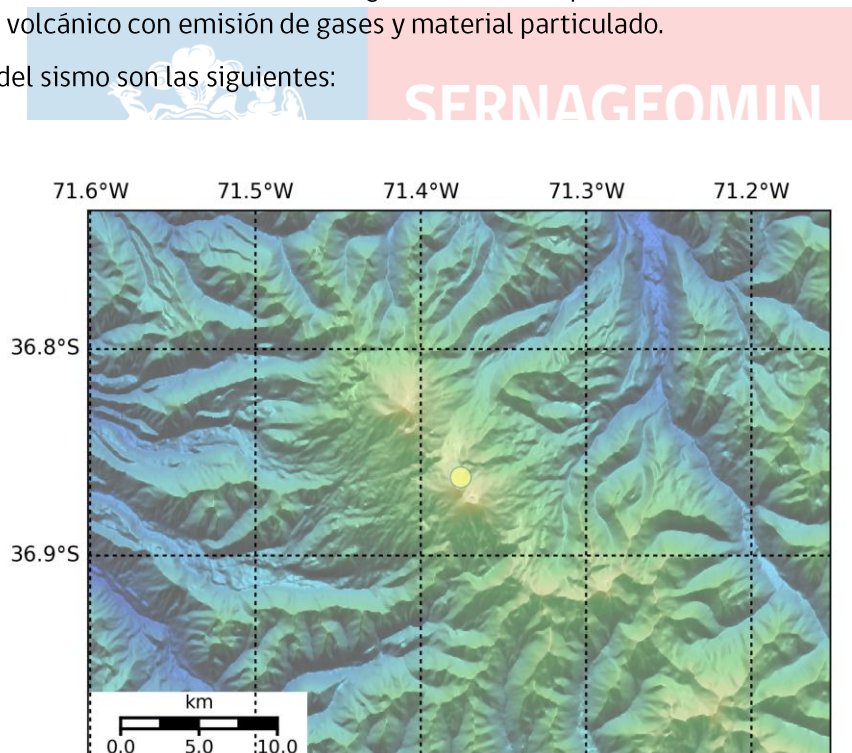 volcánico con emisión de gases y material particulado.
del sismo son las siguientes:
SERNAGEOMIN
71.6°W 71.5°W 71.4°W 71.3°W 71.2°W
36.8°S
36.9°S
km
0.0 5.0 10.0